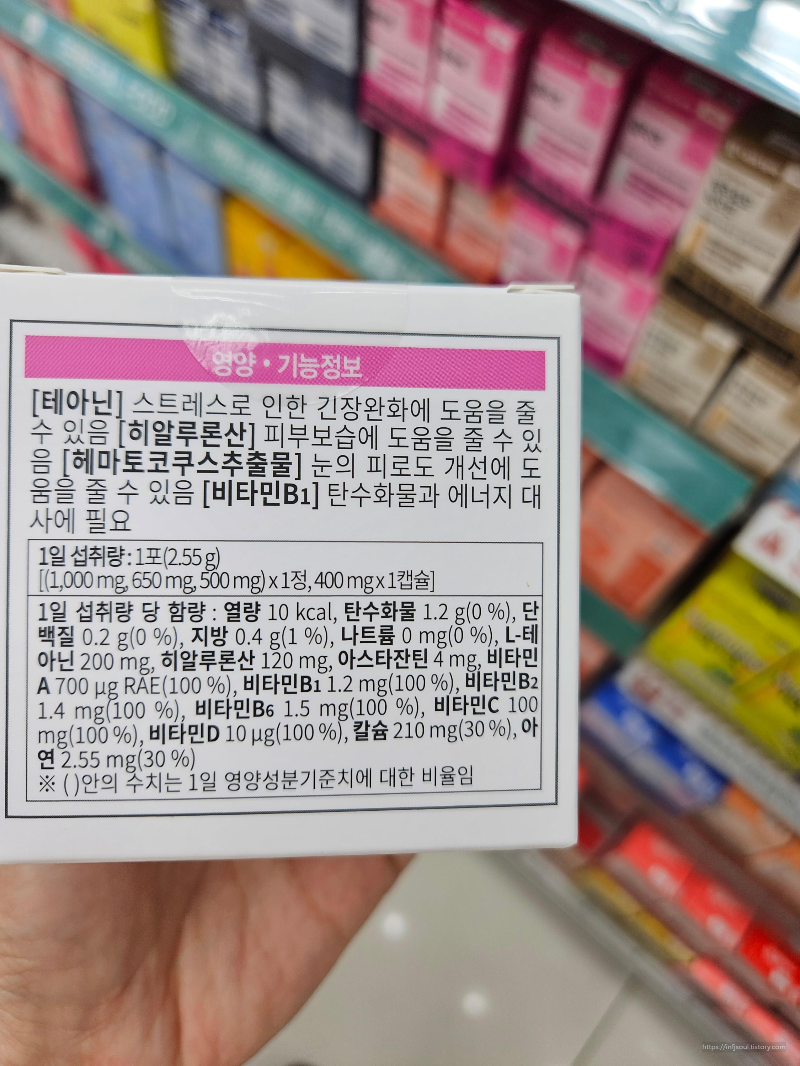 영양•기능정보
[테아닌] 스트레스로 인한 긴장완화에 도움을 줄
수 있음 [히알루론산] 피부보습에 도움을 줄 수 있
음 [헤마토코쿠스추출물] 눈의 피로도 개선에 도
움을 줄 수 있음 [비타민B1] 탄수화물과 에너지 대
사에 필요
1일 섭취량 : 1포(2.55 g)
[(1,000 mg, 650 mg, 500 mg) x 1정, 400 mg x 1캡슐]
1일 섭취량 당 함량 : 열량 10 kcal, 탄수화물 1.2 g(0 %), 단
백질 0.2 g(0 %), 지방 0.4 g(1 %), 나트륨 0 mg(0 %), L-테
아닌 200 mg, 히알루론산 120 mg, 아스타잔틴 4 mg, 비타민
A 700 µg RAE(100 %), 비타민B1 1.2 mg(100 %), 비타민B2
1.4 mg(100 %), 비타민B6 1.5 mg(100 %), 비타민C 100
mg(100 %), 비타민D 10 µg(100 %), 칼슘 210 mg(30 %), 아
연 2.55 mg(30 %)
※ ( )안의 수치는 1일 영양성분기준치에 대한 비율임
https://infjsoul.tistory.com